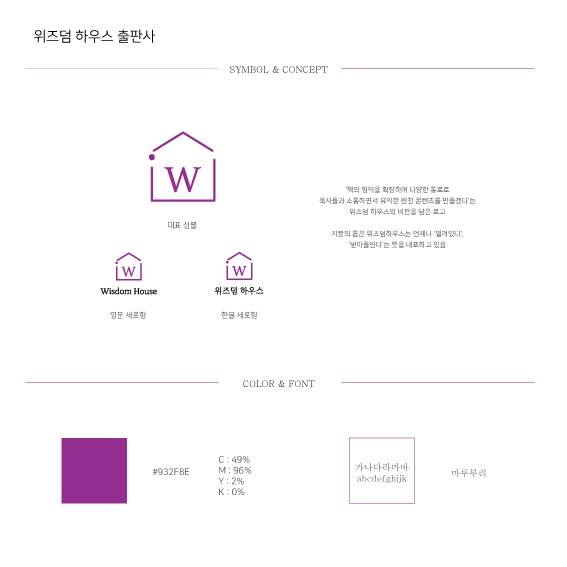 위즈덤 하우스 출판사
SYMBOL & CONCEPT
W
대표 심볼
W
Wisdom House
영문 세로형
W
위즈덤 하우스
한글 세로형
'책의 영역을 확장하여 다양한 통로로
독자들과 소통하면서 유익한 원천 콘텐츠를 만들겠다'는
위즈덤 하우스의 비전을 담은 로고
지붕의 틈은 위즈덤하우스는 언제나 '열려있다',
'받아들인다'는 뜻을 내포하고 있음
COLOR & FONT
#932F8E
C : 49%
M : 96%
Y : 2%
K : 0%
가나다라마바
abcdefghijk
마루부리